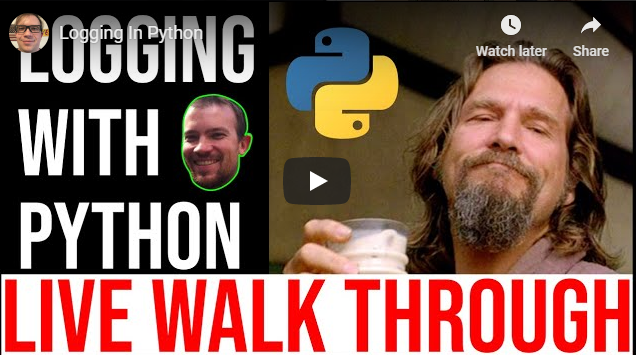 Logging In Python
Watch later
Share
LOGGING
WITH
PYTHON
LIVE WALK THROUGH